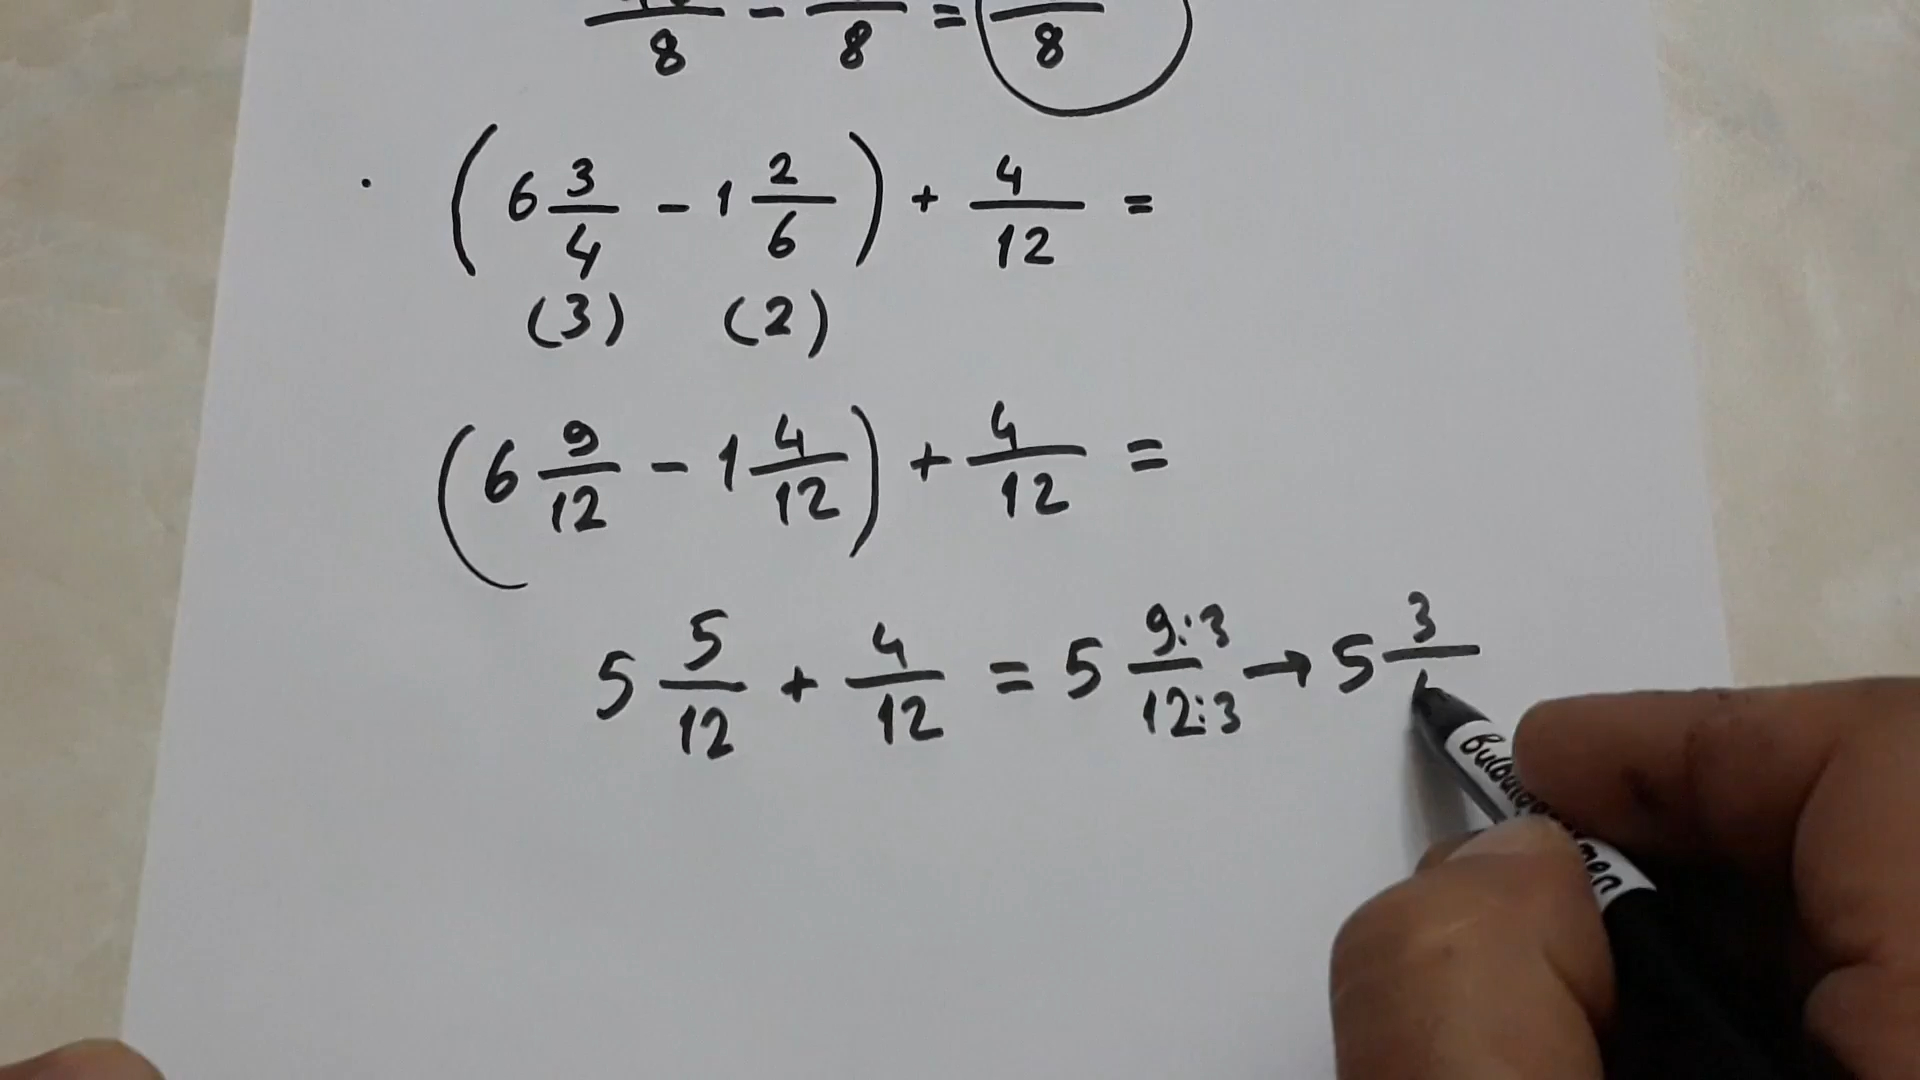 8 - 8 = 8
( 6 3/4 - 1 2/6 ) + 4/12 =
(3) (2)
( 6 9/12 - 1 4/12 ) + 4/12 =
5 5/12 + 4/12 = 5 9:3/12:3 → 5 3/